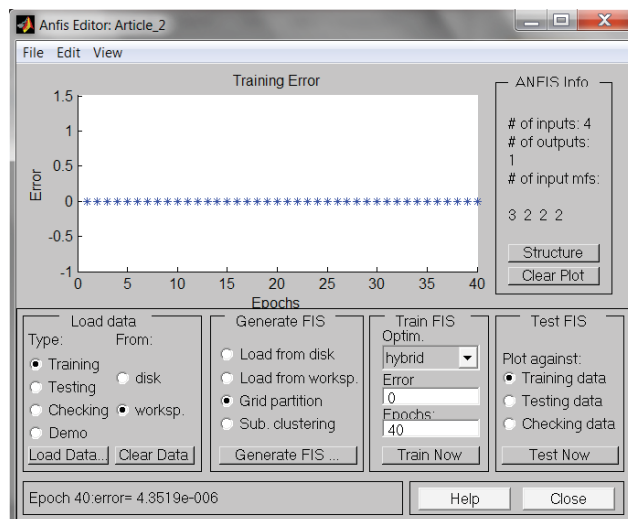 Anfis Editor: Article_2
File Edit View
Training Error
1.5
1
0.5
0
-0.5
-1
Error
0 5 10 15 20 25 30 35 40
Epochs
ANFIS Info
# of inputs: 4
# of outputs:
1
# of input mfs:
3 2 2 2
Structure
Clear Plot
Load data
Type: From:
Training
Testing
Checking
Demo
disk
worksp.
Load Data... Clear Data
Generate FIS
Load from disk
Load from worksp.
Grid partition
Sub. clustering
Generate FIS ...
Train FIS
Optim.
hybrid
Error
0
Epochs:
40
Train Now
Test FIS
Plot against:
Training data
Testing data
Checking data
Test Now
Epoch 40:error= 4.3519e-006
Help
Close